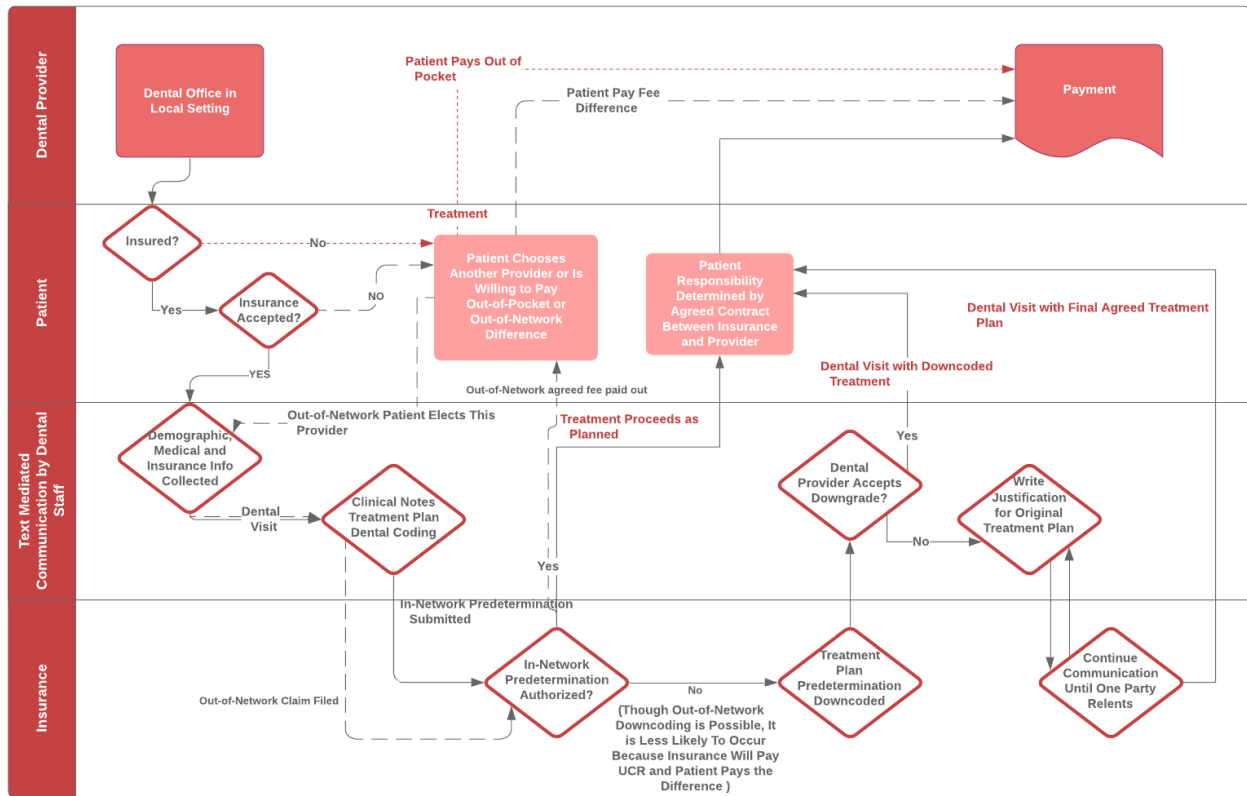 Dental Provider
Dental Office in
Local Setting
Patient Pays Out of
Pocket
Patient Pay Fee
Difference
Payment
Patient
Insured?
No
Treatment
Yes
Insurance
Accepted?
NO
YES
Patient Chooses
Another Provider or Is
Willing to Pay
Out-of-Pocket or
Out-of-Network
Difference
Patient
Responsibility
Determined by
Agreed Contract
Between Insurance
and Provider
Dental Visit with Final Agreed Treatment
Plan
Dental Visit with Downcoded
Treatment
Out-of-Network agreed fee paid out
Text Mediated
Communication by Dental
Staff
Out-of-Network Patient Elects This
Provider
Demographic,
Medical and
Insurance Info
Collected
Dental
Visit
Clinical Notes
Treatment Plan
Dental Coding
Treatment Proceeds as
Planned
Yes
Dental
Provider Accepts
Downgrade?
Yes
No
Write
Justification
for Original
Treatment Plan
Insurance
In-Network Predetermination
Submitted
Out-of-Network Claim Filed
In-Network
Predetermination
Authorized?
No
(Though Out-of-Network
Downcoding is Possible, It
is Less Likely To Occur
Because Insurance Will Pay
UCR and Patient Pays the
Difference )
Treatment
Plan
Predetermination
Downcoded
Continue
Communication
Until One Party
Relents